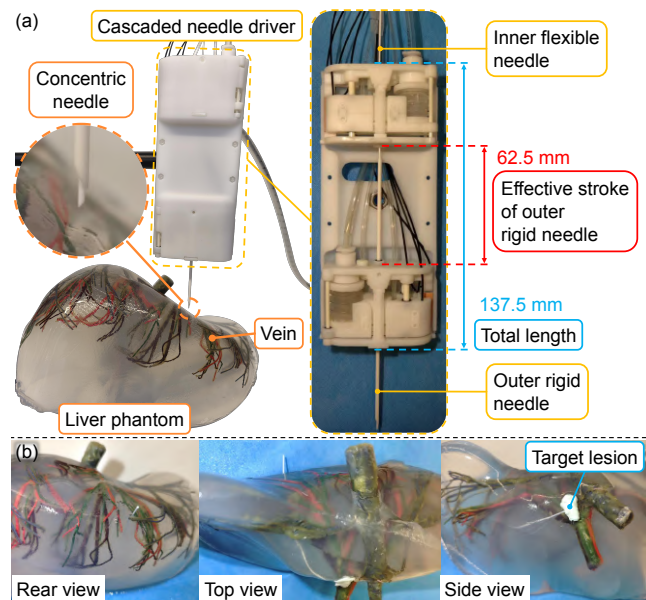 (a)
Cascaded needle driver
Concentric
needle
Inner flexible
needle
62.5 mm
Effective stroke
of outer
rigid needle
137.5 mm
Total length
Vein
Liver phantom
Outer rigid
needle
(b)
Target lesion
Rear view
Top view
Side view